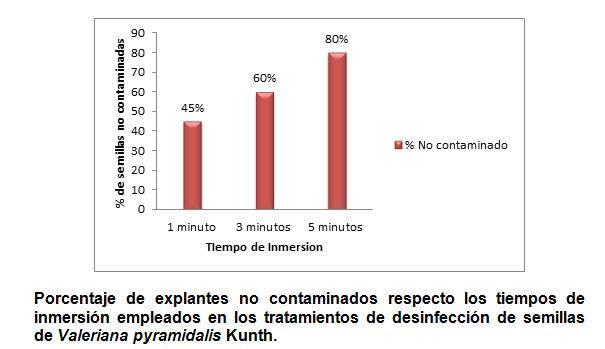 % de semillas no contaminadas
90
80
70
60
50
40
30
20
10
0
45%
60%
80%
1 minuto
3 minutos
5 minutos
TIempo de Inmersion
% No contaminado
Porcentaje de explantes no contaminados respecto los tiempos de
inmersión empleados en los tratamientos de desinfección de semillas
de Valeriana pyramidalis Kunth.